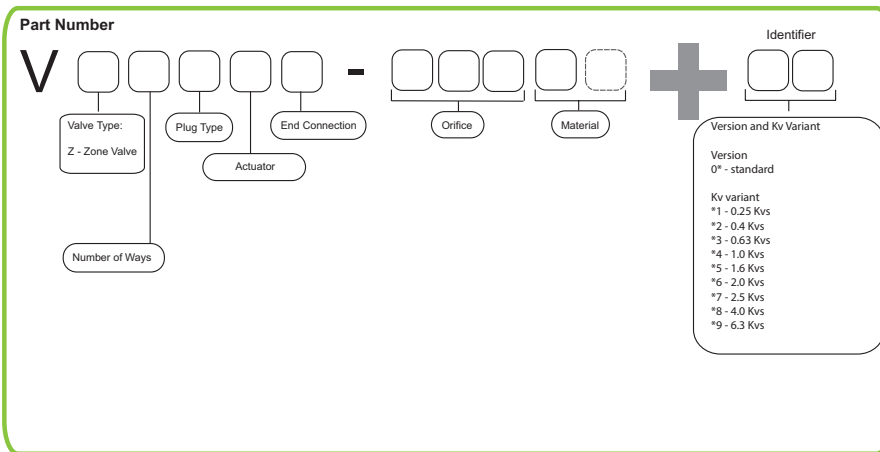 Part Number
Identifier
V -
Valve Type:
Z - Zone Valve
Plug Type
End Connection
Orifice
Material
Actuator
Number of Ways
Version and Kv Variant
Version
0* - standard
Kv variant
*1 - 0.25 Kvs
*2 - 0.4 Kvs
*3 - 0.63 Kvs
*4 - 1.0 Kvs
*5 - 1.6 Kvs
*6 - 2.0 Kvs
*7 - 2.5 Kvs
*8 - 4.0 Kvs
*9 - 6.3 Kvs